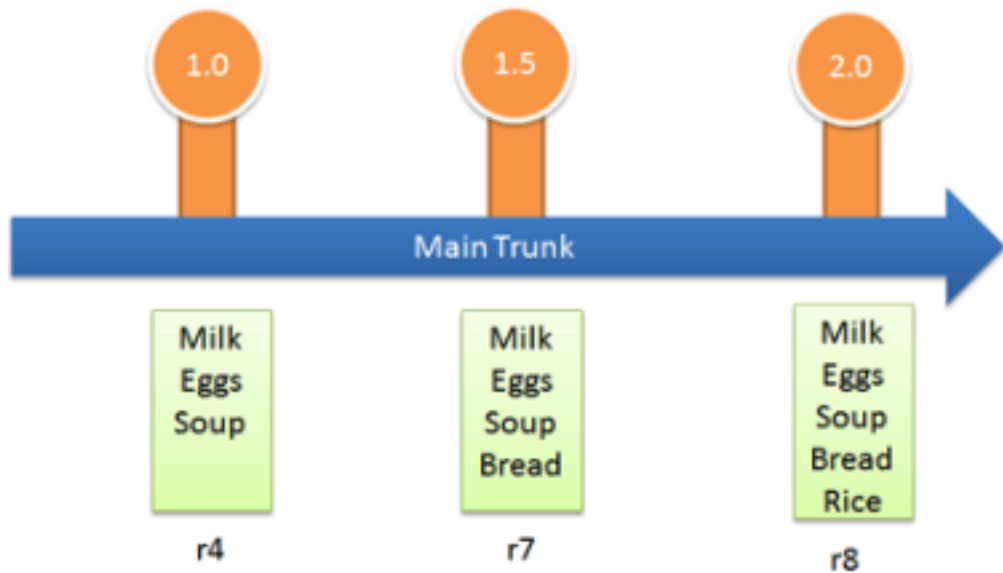 1.0
1.5
2.0
Main Trunk
Milk
Eggs
Soup
r4
Milk
Eggs
Soup
Bread
r7
Milk
Eggs
Soup
Bread
Rice
r8